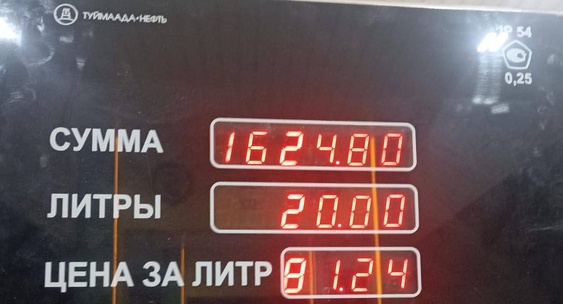 ТУЙМААДА-НЕФТЬ
IP 54
0,25
СУММА 1624.80
ЛИТРЫ 20.00
ЦЕНА ЗА ЛИТР 81.24